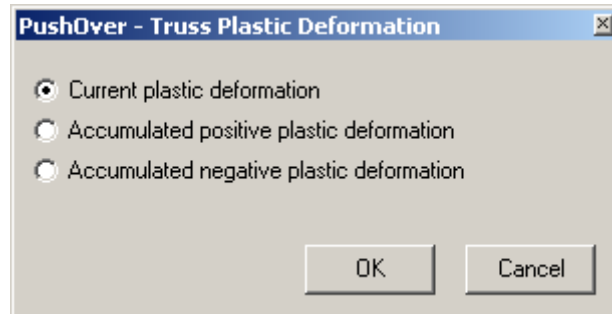 PushOver - Truss Plastic Deformation
Current plastic deformation
Accumulated positive plastic deformation
Accumulated negative plastic deformation
OK Cancel